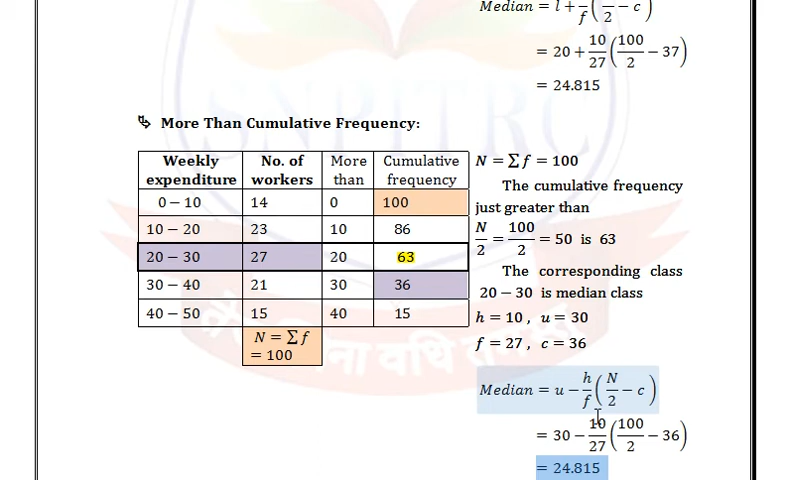 Median = l + h/f (N/2 − c)
= 20 + 10/27 (100/2 − 37)
= 24.815
More Than Cumulative Frequency:
Weekly expenditure | No. of workers | More than | Cumulative frequency
0 − 10 | 14 | 0 | 100
10 − 20 | 23 | 10 | 86
20 − 30 | 27 | 20 | 63
30 − 40 | 21 | 30 | 36
40 − 50 | 15 | 40 | 15
N = ∑ f
= 100
N = ∑ f = 100
The cumulative frequency
just greater than
N/2 = 100/2 = 50 is 63
The corresponding class
20 − 30 is median class
h = 10 , u = 30
f = 27 , c = 36
Median = u − h/f (N/2 − c)
= 30 − 10/27 (100/2 − 36)
= 24.815
SNPITRC